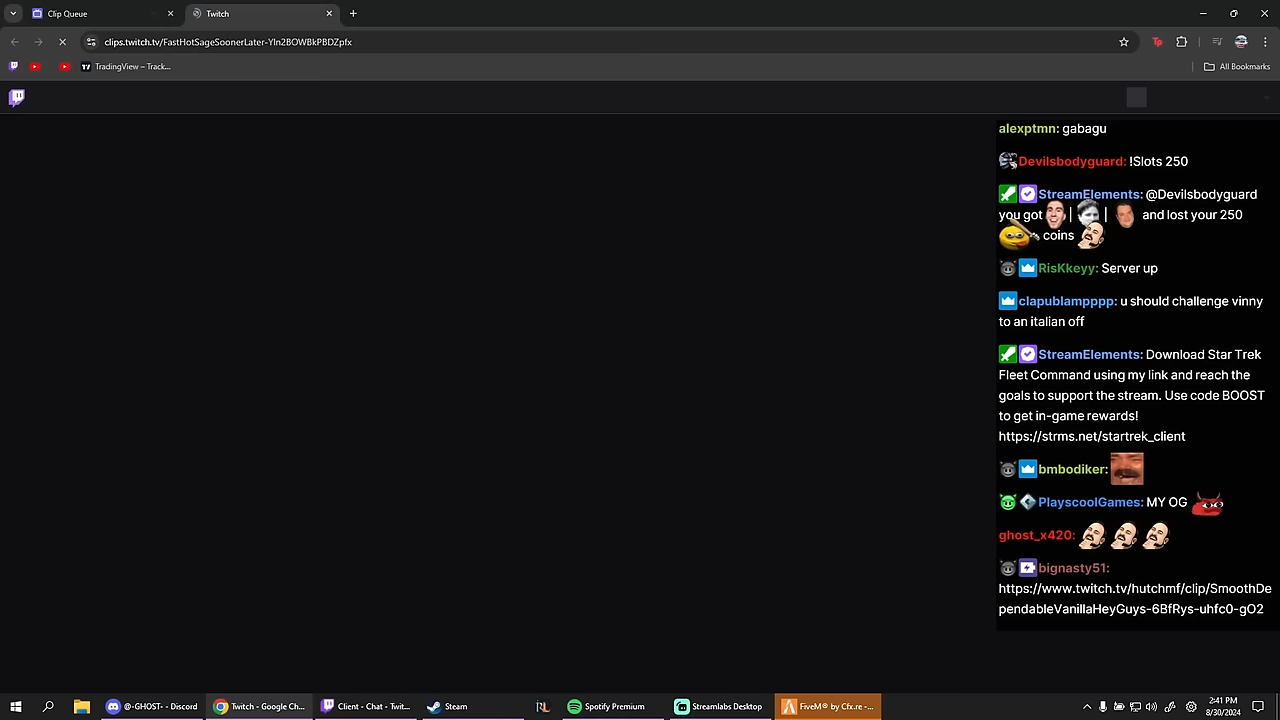 Clip Queue
Twitch
clips.twitch.tv/FastHotSageSoonerLater-YIn2BOWBkPBDZpfx
TradingView – Track...
All Bookmarks
alexptmn: gabagu
Devilsbodyguard: !Slots 250
StreamElements: @Devilsbodyguard
you got | | and lost your 250
coins
RisKkeyy: Server up
clapublampppp: u should challenge vinny
to an italian off
StreamElements: Download Star Trek
Fleet Command using my link and reach the
goals to support the stream. Use code BOOST
to get in-game rewards!
https://strms.net/startrek_client
bmbodiker:
PlayscoolGames: MY OG
ghost_x420:
bignasty51:
https://www.twitch.tv/hutchmf/clip/SmoothDe
pendableVanillaHeyGuys-6BfRys-uhfc0-gO2
@-GHOST- - Discord
Twitch - Google Ch...
Client - Chat - Twit...
Steam
RL
Spotify Premium
Streamlabs Desktop
FiveM® by Cfx.re -...
2:41 PM
8/30/2024